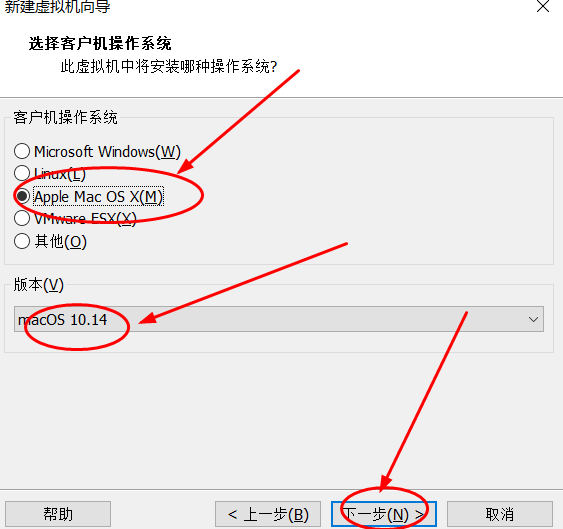 新建虚拟机向导
选择客户机操作系统
此虚拟机中将安装哪种操作系统?
客户机操作系统
Microsoft Windows(W)
Linux(L)
Apple Mac OS X(M)
VMware ESX(X)
其他(O)
版本(V)
macOS 10.14
帮助
< 上一步(B)
下一步(N) >
取消